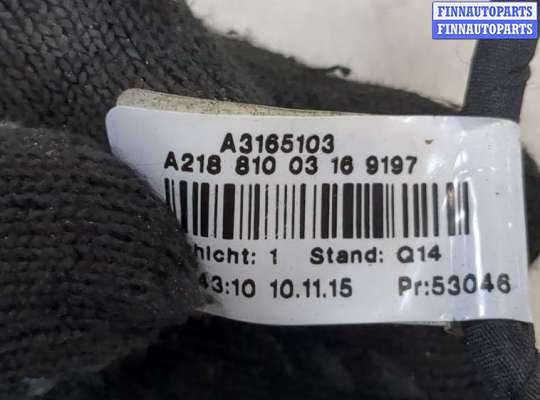 FINNAUTOPARTS
FINNAUTOPARTS
A3165103
A218 810 03 16 9197
hicht: 1 Stand: Q14
43:10 10.11.15 Pr:53046